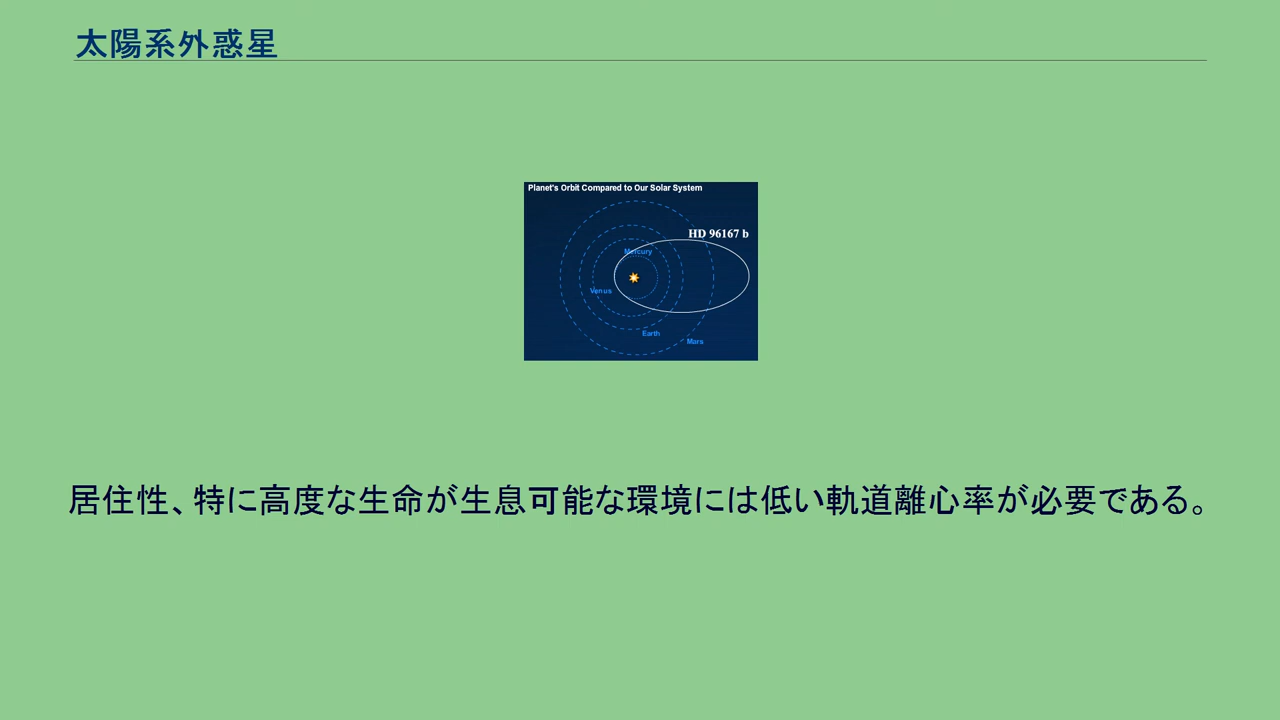 太陽系外惑星
Planet's Orbit Compared to Our Solar System
HD 96167 b
Mercury
Venus
Earth
Mars
居住性、特に高度な生命が生息可能な環境には低い軌道離心率が必要である。